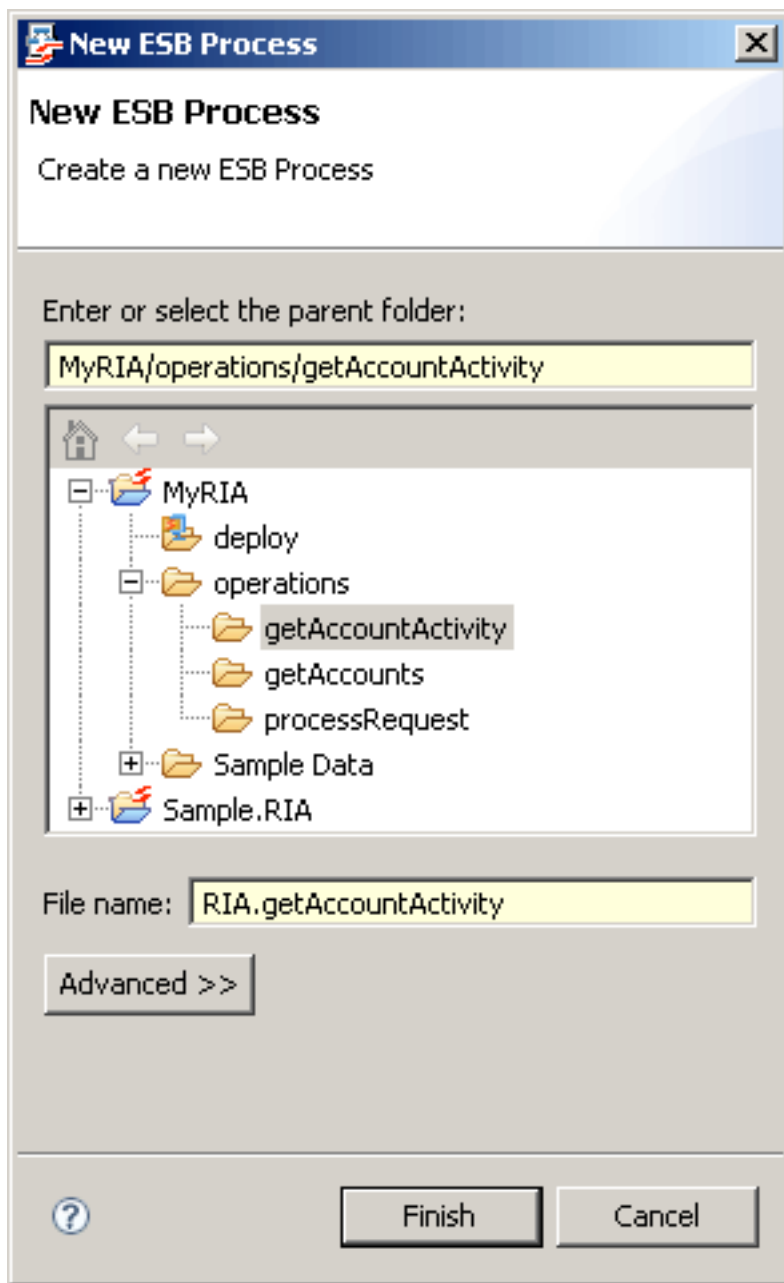 New ESB Process
New ESB Process
Create a new ESB Process
Enter or select the parent folder:
MyRIA/operations/getAccountActivity
MyRIA
deploy
operations
getAccountActivity
getAccounts
processRequest
Sample Data
Sample.RIA
File name: RIA.getAccountActivity
Advanced >>
? Finish Cancel